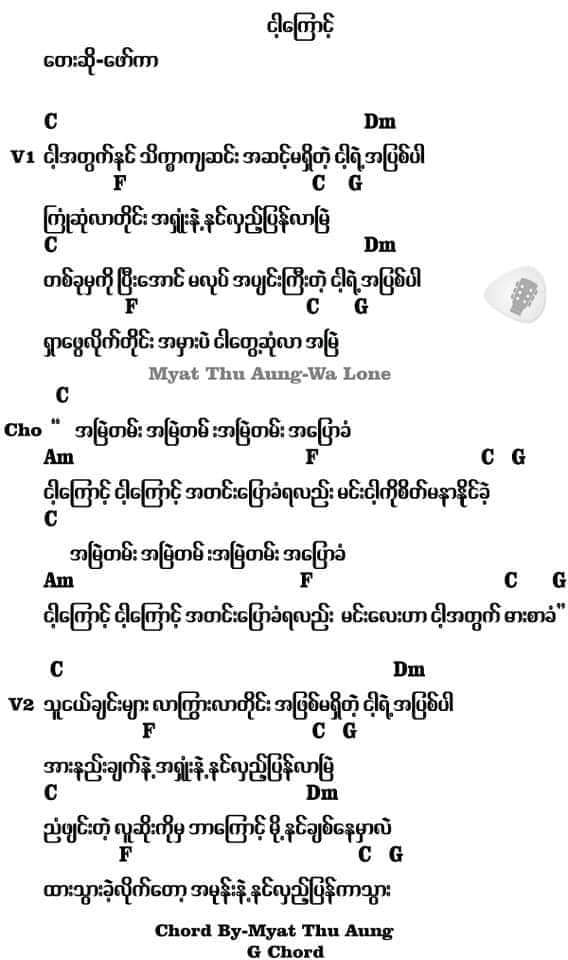 ငါ့ကြောင့်
တေးဆို-ဖော်ကာ
C Dm
V1 ငါ့အတွက်နင် သိက္ခာကျဆင်း အဆင့်မရှိတဲ့ ငါ့ရဲ့အပြစ်ပါ
F C G
ကြုံဆုံလာတိုင်း အရှုံးနဲ့ နင်လှည့်ပြန်လာမြဲ
C Dm
တစ်ခုမှကို ပြီးအောင် မလုပ် အပျင်းကြီးတဲ့ ငါ့ရဲ့အပြစ်ပါ
F C G
ရှာဖွေလိုက်တိုင်း အမှားပဲ ငါတွေ့ဆုံလာ အမြဲ
Myat Thu Aung-Wa Lone
C
Cho " အမြဲတမ်း အမြဲတမ် းအမြဲတမ်း အပြောခံ
Am F C G
ငါ့ကြောင့် ငါ့ကြောင့် အတင်းပြောခံရလည်း မင်းငါ့ကိုစိတ်မနာနိုင်ခဲ့
C
အမြဲတမ်း အမြဲတမ် းအမြဲတမ်း အပြောခံ
Am F C G
ငါ့ကြောင့် ငါ့ကြောင့် အတင်းပြောခံရလည်း မင်းလေးဟာ ငါ့အတွက် ဓားစာခံ"
C Dm
V2 သူငယ်ချင်းများ လာကြွားလာတိုင်း အဖြစ်မရှိတဲ့ ငါ့ရဲ့အပြစ်ပါ
F C G
အားနည်းချက်နဲ့ အရှုံးနဲ့ နင်လှည့်ပြန်လာမြဲ
C Dm
ညံဖျင်းတဲ့ လူဆိုးကိုမှ ဘာကြောင့် မို့ နင်ချစ်နေမှာလဲ
F C G
ထားသွားခဲ့လိုက်တော့ အမုန်းနဲ့ နင်လှည့်ပြန်ကာသွား
Chord By-Myat Thu Aung
G Chord